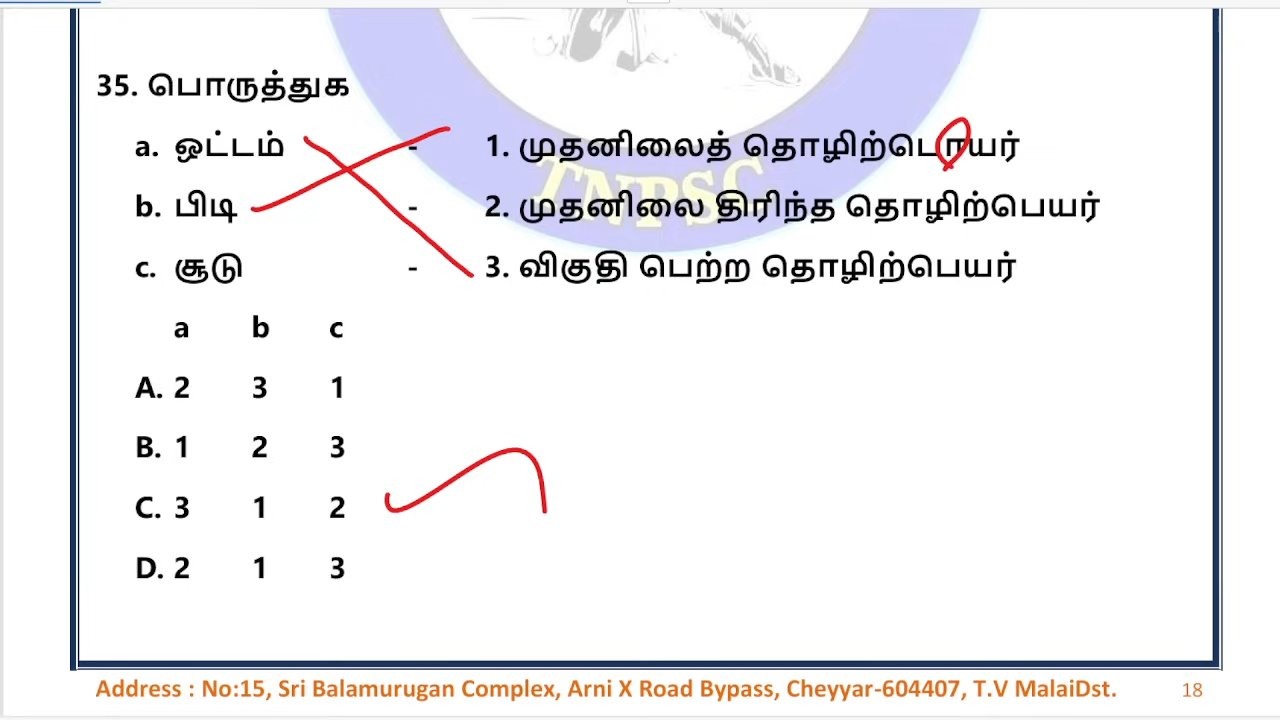 35. பொருத்துக
a. ஒட்டம் - 1. முதனிலைத் தொழிற்டொயர்
b. பிடி - 2. முதனிலை திரிந்த தொழிற்பெயர்
c. சூடு - 3. விகுதி பெற்ற தொழிற்பெயர்
a b c
A. 2 3 1
B. 1 2 3
C. 3 1 2
D. 2 1 3
TNPSC
Address : No:15, Sri Balamurugan Complex, Arni X Road Bypass, Cheyyar-604407, T.V MalaiDst. 18